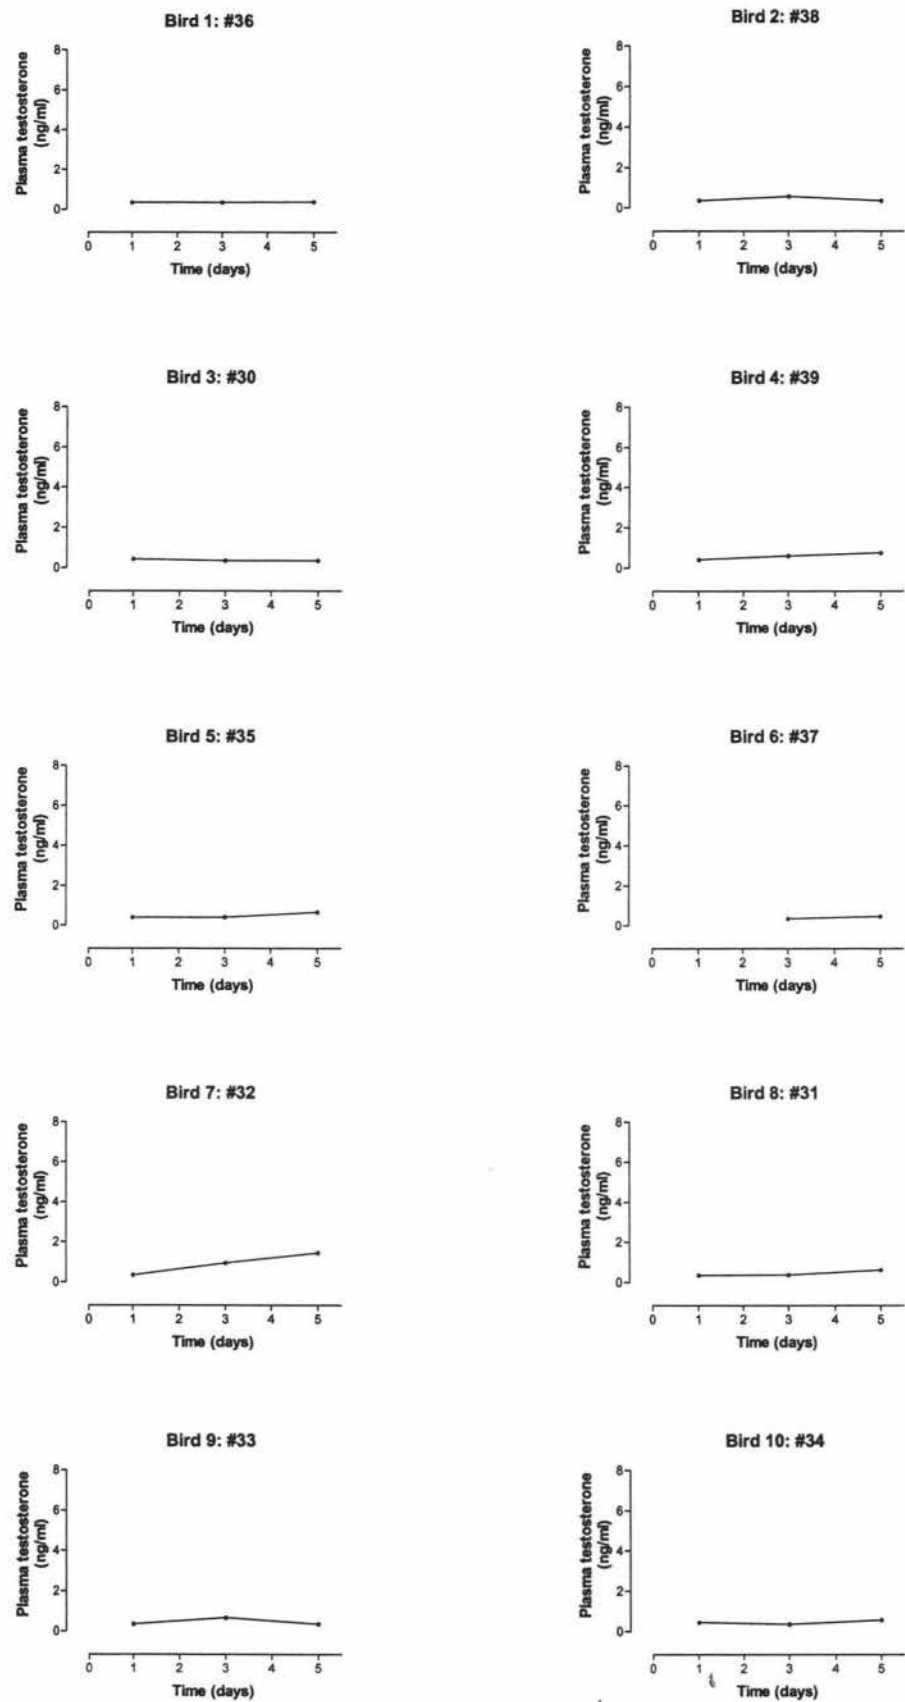 Bird 1: #36
Plasma testosterone
(ng/ml)
8
6
4
2
0
0 1 2 3 4 5
Time (days)
Bird 2: #38
Plasma testosterone
(ng/ml)
8
6
4
2
0
0 1 2 3 4 5
Time (days)
Bird 3: #30
Plasma testosterone
(ng/ml)
8
6
4
2
0
0 1 2 3 4 5
Time (days)
Bird 4: #39
Plasma testosterone
(ng/ml)
8
6
4
2
0
0 1 2 3 4 5
Time (days)
Bird 5: #35
Plasma testosterone
(ng/ml)
8
6
4
2
0
0 1 2 3 4 5
Time (days)
Bird 6: #37
Plasma testosterone
(ng/ml)
8
6
4
2
0
0 1 2 3 4 5
Time (days)
Bird 7: #32
Plasma testosterone
(ng/ml)
8
6
4
2
0
0 1 2 3 4 5
Time (days)
Bird 8: #31
Plasma testosterone
(ng/ml)
8
6
4
2
0
0 1 2 3 4 5
Time (days)
Bird 9: #33
Plasma testosterone
(ng/ml)
8
6
4
2
0
0 1 2 3 4 5
Time (days)
Bird 10: #34
Plasma testosterone
(ng/ml)
8
6
4
2
0
0 1 2 3 4 5
Time (days)